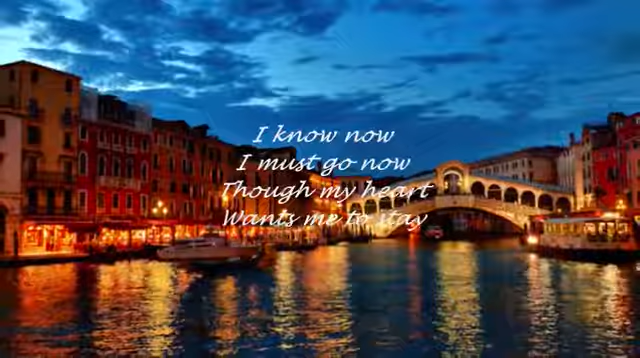 I know now
I must go now
Though my heart
Wants me to stay